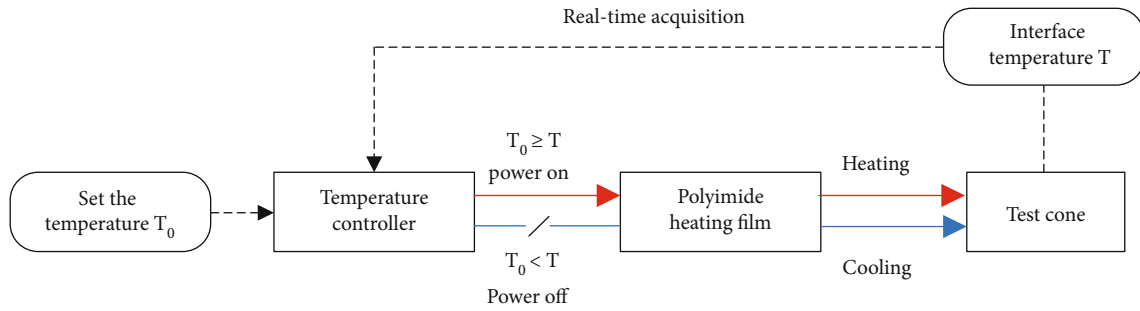 Real-time acquisition
Interface
temperature T
T₀ ≥ T
power on
Heating
Set the
temperature T₀
Temperature
controller
Polyimide
heating film
Test cone
T₀ < T
Power off
Cooling